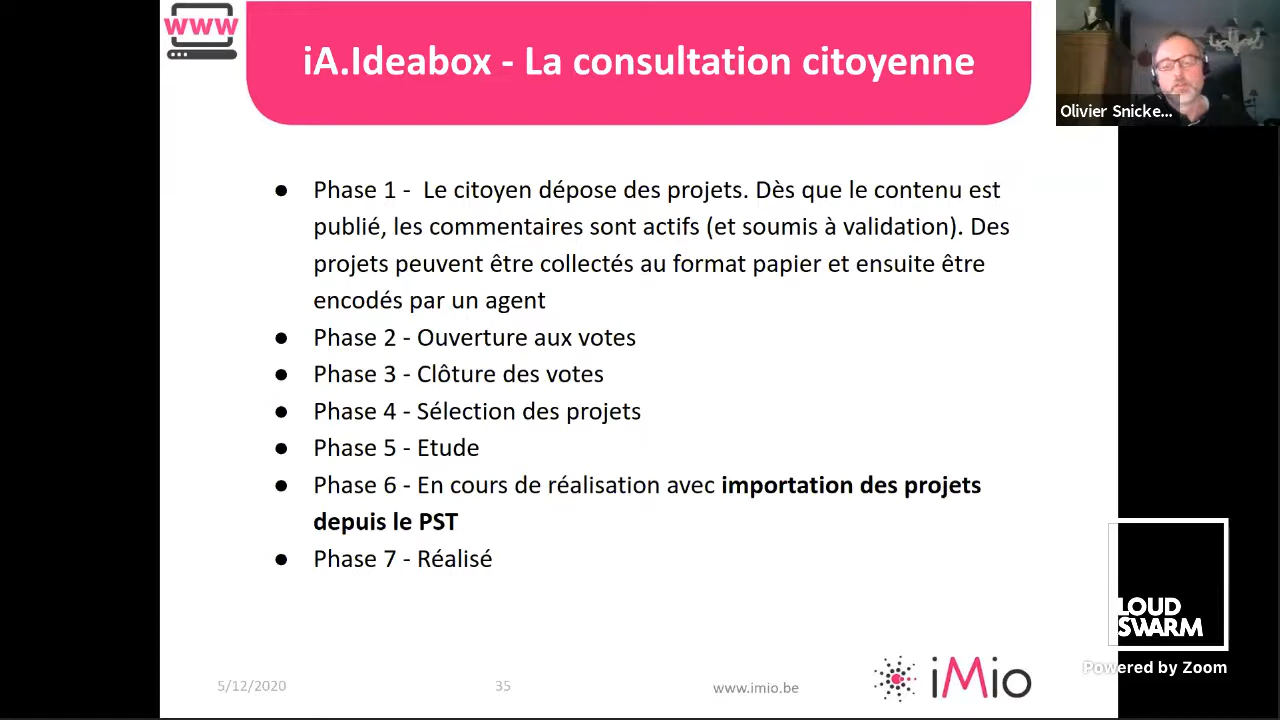 www
iA.Ideabox - La consultation citoyenne
Olivier Snicke...
● Phase 1 - Le citoyen dépose des projets. Dès que le contenu est
publié, les commentaires sont actifs (et soumis à validation). Des
projets peuvent être collectés au format papier et ensuite être
encodés par un agent
● Phase 2 - Ouverture aux votes
● Phase 3 - Clôture des votes
● Phase 4 - Sélection des projets
● Phase 5 - Etude
● Phase 6 - En cours de réalisation avec importation des projets
depuis le PST
● Phase 7 - Réalisé
LOUD
SWARM
Powered by Zoom
5/12/2020
35
www.imio.be
iMio